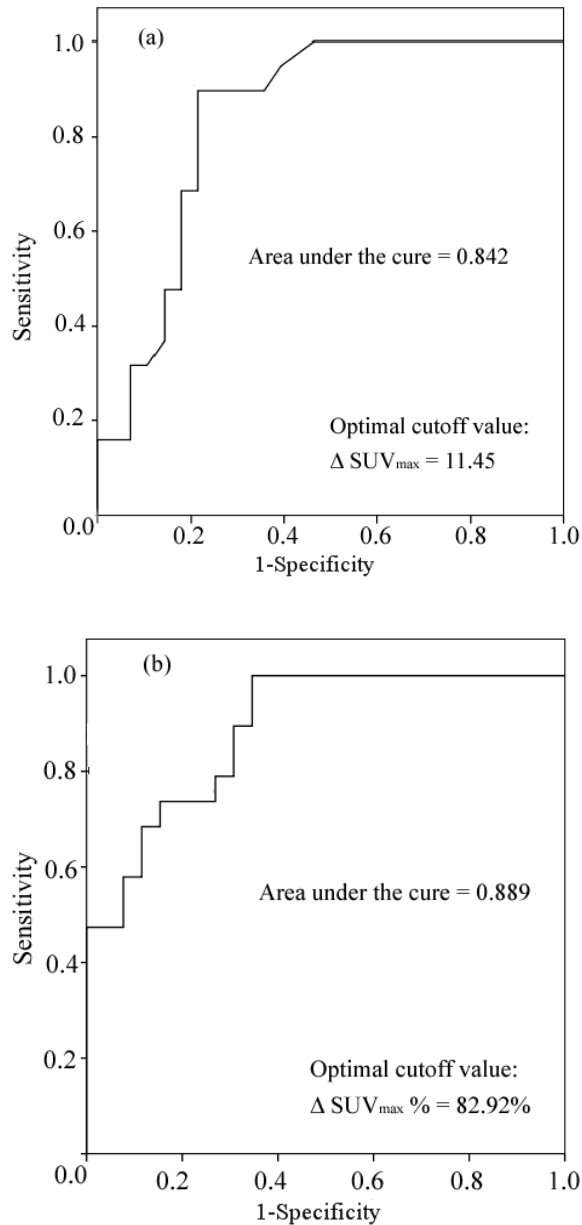 (a)
1.0
0.8
0.6
0.4
0.2
0.0
Sensitivity
Area under the cure = 0.842
Optimal cutoff value:
Δ SUVmax = 11.45
0.2 0.4 0.6 0.8 1.0
1-Specificity
(b)
1.0
0.8
0.6
0.4
0.2
0.0
Sensitivity
Area under the cure = 0.889
Optimal cutoff value:
Δ SUVmax % = 82.92%
0.2 0.4 0.6 0.8 1.0
1-Specificity